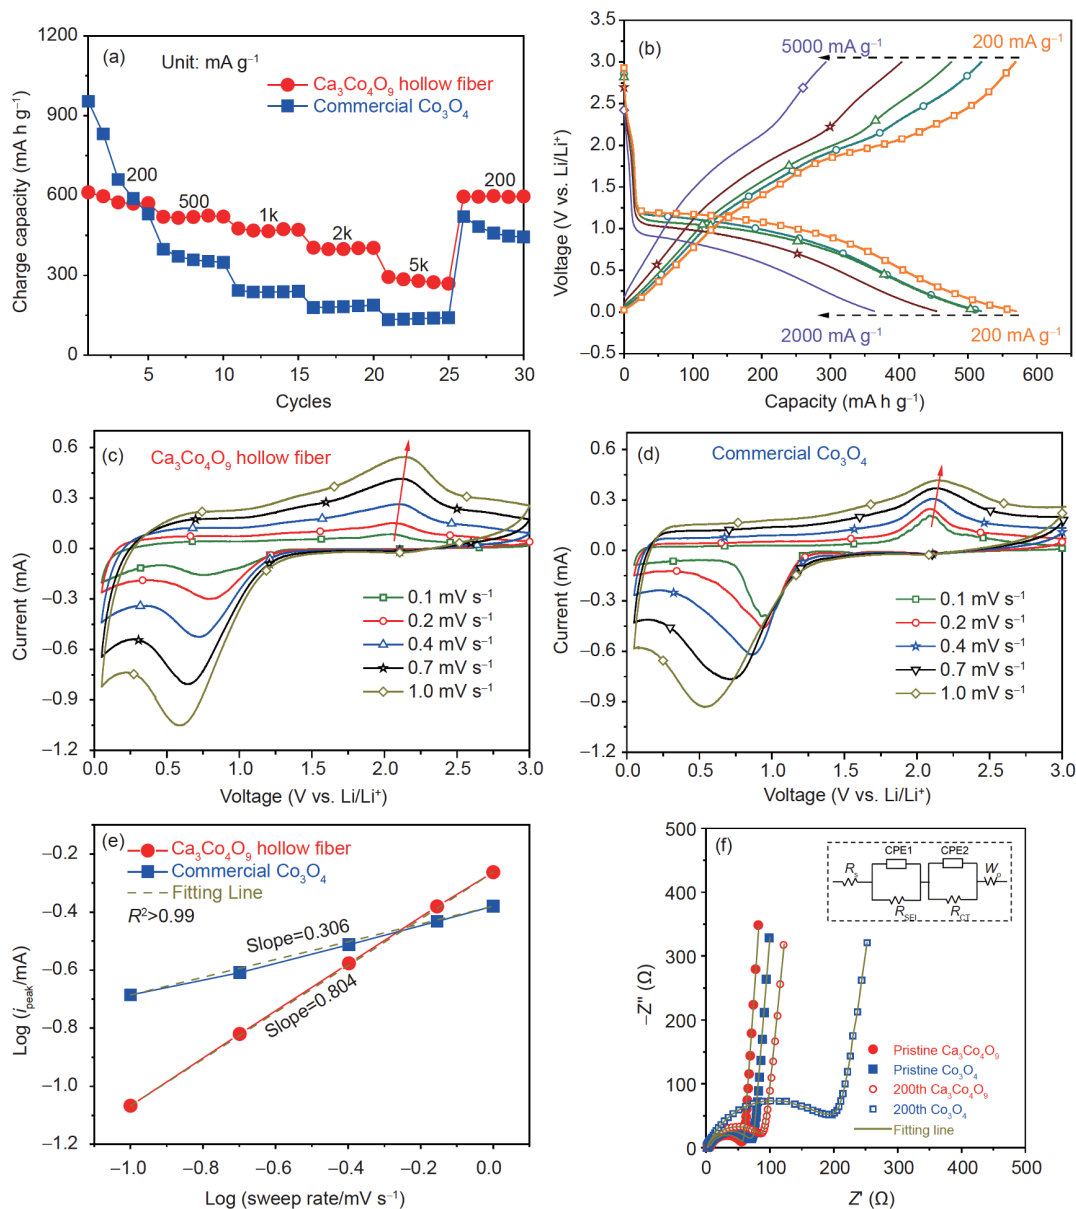 (a)
Unit: mA g⁻¹
Ca₃Co₄O₉ hollow fiber
Commercial Co₃O₄
200
500
1k
2k
5k
200
1200
900
600
300
0
5
10
15
20
25
30
Charge capacity (mA h g⁻¹)
Cycles
(b)
5000 mA g⁻¹
200 mA g⁻¹
2000 mA g⁻¹
200 mA g⁻¹
3.5
3.0
2.5
2.0
1.5
1.0
0.5
0.0
−0.5
0
100
200
300
400
500
600
Voltage (V vs. Li/Li⁺)
Capacity (mA h g⁻¹)
(c)
Ca₃Co₄O₉ hollow fiber
0.1 mV s⁻¹
0.2 mV s⁻¹
0.4 mV s⁻¹
0.7 mV s⁻¹
1.0 mV s⁻¹
0.6
0.3
0.0
−0.3
−0.6
−0.9
−1.2
0.0
0.5
1.0
1.5
2.0
2.5
3.0
Current (mA)
Voltage (V vs. Li/Li⁺)
(d)
Commercial Co₃O₄
0.1 mV s⁻¹
0.2 mV s⁻¹
0.4 mV s⁻¹
0.7 mV s⁻¹
1.0 mV s⁻¹
0.6
0.3
0.0
−0.3
−0.6
−0.9
−1.2
0.0
0.5
1.0
1.5
2.0
2.5
3.0
Current (mA)
Voltage (V vs. Li/Li⁺)
(e)
Ca₃Co₄O₉ hollow fiber
Commercial Co₃O₄
Fitting Line
R²>0.99
Slope=0.306
Slope=0.804
−0.2
−0.4
−0.6
−0.8
−1.0
−1.2
−1.0
−0.8
−0.6
−0.4
−0.2
0.0
Log (i_peak/mA)
Log (sweep rate/mV s⁻¹)
(f)
CPE1
CPE2
R_s
W_o
R_SEI
R_CT
Pristine Ca₃Co₄O₉
Pristine Co₃O₄
200th Ca₃Co₄O₉
200th Co₃O₄
Fitting line
500
400
300
200
100
0
0
100
200
300
400
500
−Z" (Ω)
Z' (Ω)